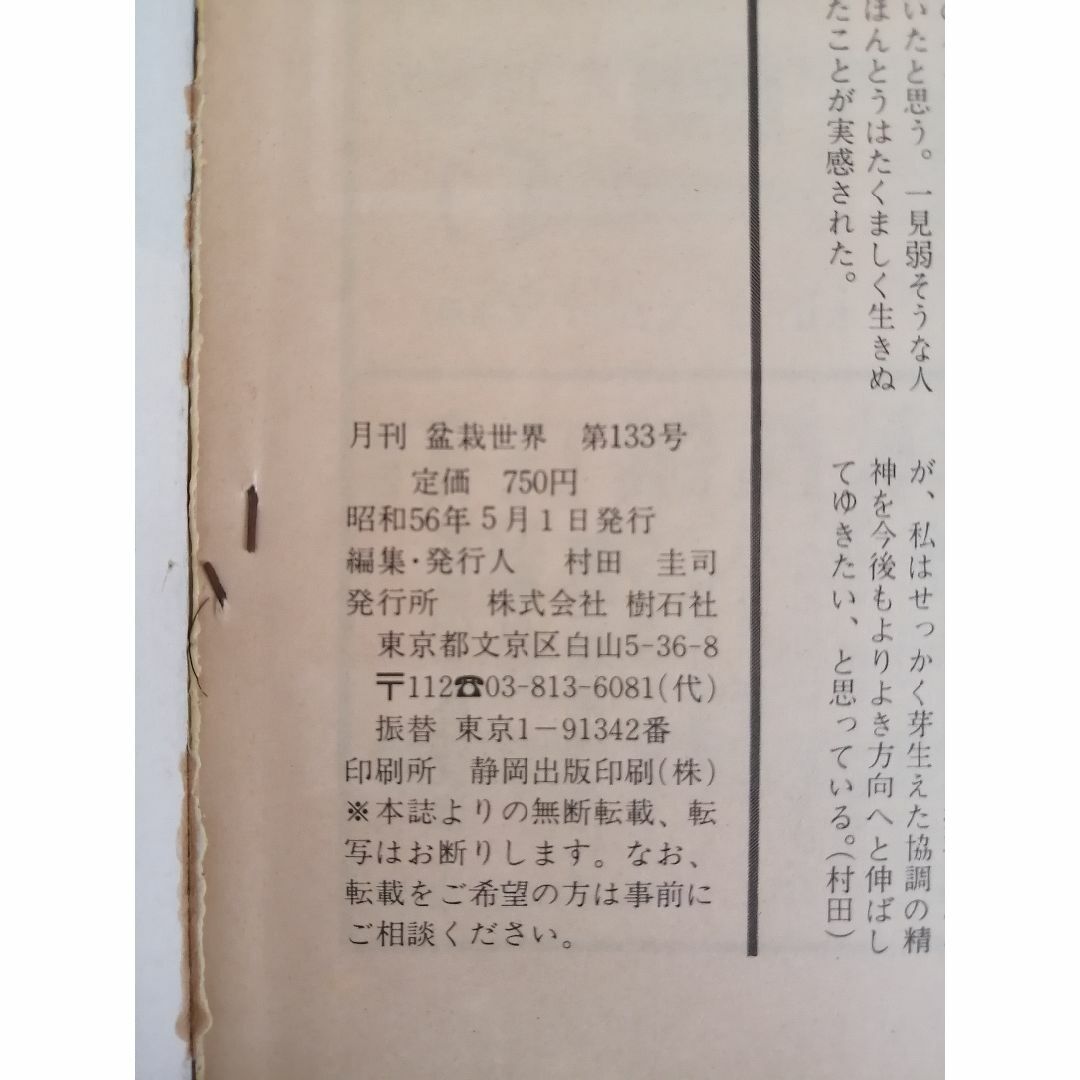 いたと思う。一見弱そうな人
ほんとうはたくましく生きぬ
たことが実感された。
が、私はせっかく芽生えた協調の精
神を今後もよりよき方向へと伸ばし
てゆきたい、と思っている。(村田)
月刊 盆栽世界 第133号
定価 750円
昭和56年5月1日発行
編集・発行人 村田 圭司
発行所 株式会社 樹石社
東京都文京区白山5-36-8
〒112☎03-813-6081(代)
振替 東京1-91342番
印刷所 静岡出版印刷(株)
※本誌よりの無断転載、転
写はお断りします。なお、
転載をご希望の方は事前に
ご相談ください。